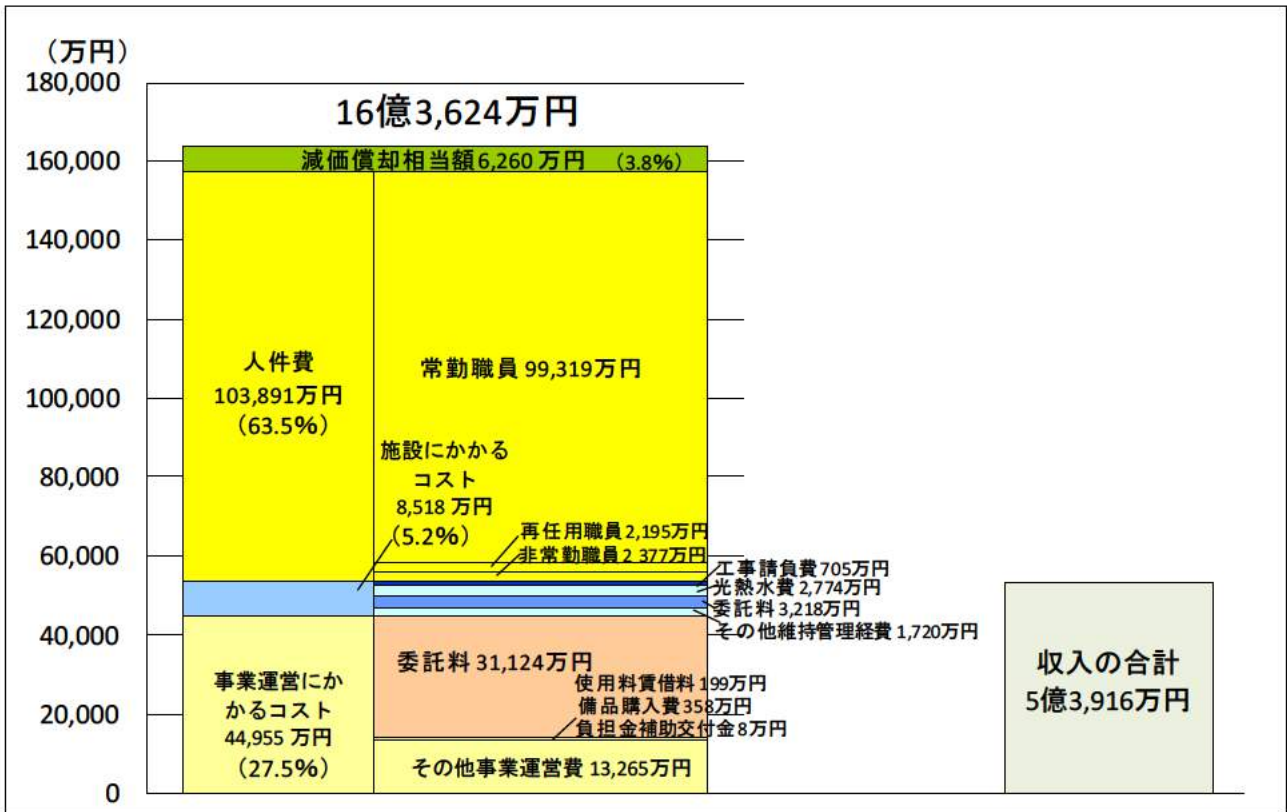 （万円）
180,000
160,000
140,000
120,000
100,000
80,000
60,000
40,000
20,000
0
16億3,624万円
減価償却相当額6,260 万円 （3.8%）
人件費
103,891万円
（63.5%）
常勤職員 99,319万円
施設にかかる
コスト
8,518 万円
（5.2%）
再任用職員 2,195万円
非常勤職員 2 377万円
工事請負費 705万円
光熱水費 2,774万円
委託料 3,218万円
その他維持管理経費 1,720万円
事業運営にか
かるコスト
44,955 万円
（27.5%）
委託料 31,124万円
使用料賃借料 199万円
備品購入費 358万円
負担金補助交付金 8万円
その他事業運営費 13,265万円
収入の合計
5億3,916万円